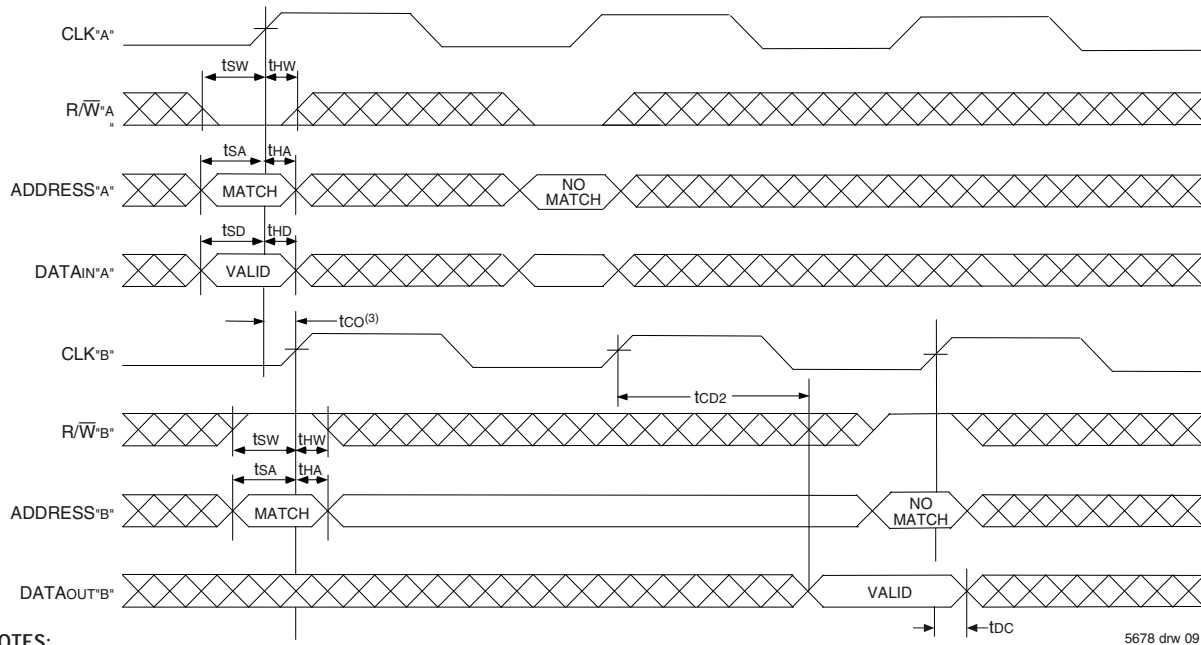 CLK"A"
tSW tHW
R/W̅"A
"
tSA tHA
ADDRESS"A" MATCH NO
MATCH
tSD tHD
DATAIN"A" VALID
tCO(3)
CLK"B"
tCD2
R/W̅"B"
tSW tHW
tSA tHA
ADDRESS"B" MATCH NO
MATCH
DATAOUT"B" VALID
tDC
OTES:
5678 drw 09